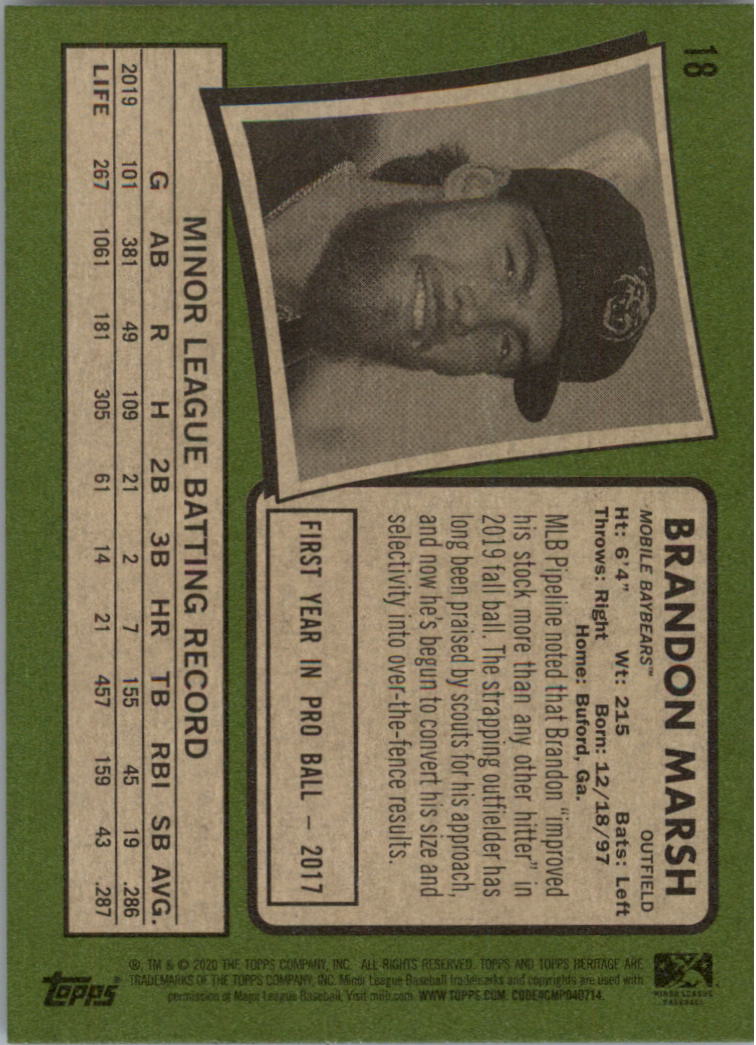 18
BRANDON MARSH
MOBILE BAYBEARS™ OUTFIELD
Ht: 6'4" Wt: 215 Bats: Left
Throws: Right Born: 12/18/97
Home: Buford, Ga.
MLB Pipeline noted that Brandon "improved
his stock more than any other hitter" in
2019 fall ball. The strapping outfielder has
long been praised by scouts for his approach,
and now he's begun to convert his size and
selectivity into over-the-fence results.
FIRST YEAR IN PRO BALL – 2017
MINOR LEAGUE BATTING RECORD
G AB R H 2B 3B HR TB RBI SB AVG.
2019 101 381 49 109 21 2 7 155 45 19 .286
LIFE 267 1061 181 305 61 14 21 457 159 43 .287
MINOR LEAGUE
BASEBALL
®, TM & © 2020 THE TOPPS COMPANY, INC. ALL RIGHTS RESERVED. TOPPS AND TOPPS HERITAGE ARE
TRADEMARKS OF THE TOPPS COMPANY, INC. Minor League Baseball trademarks and copyrights are used with
permission of Major League Baseball. Visit milb.com. WWW.TOPPS.COM. CODE#CMP040714.
topps®